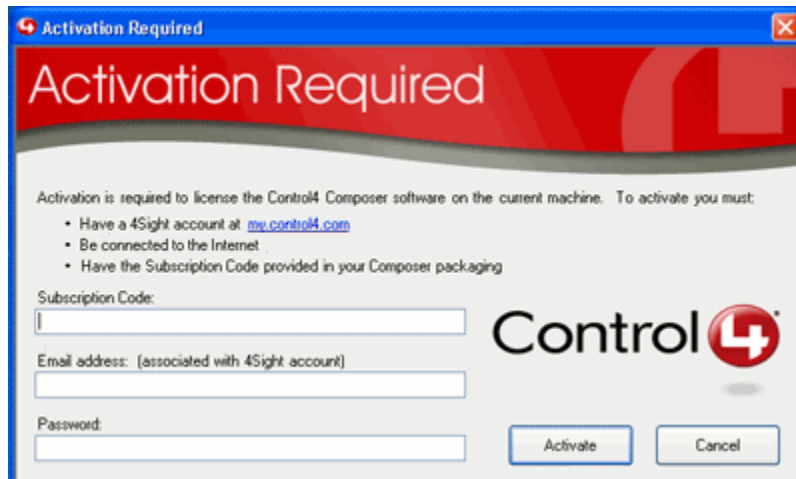 Activation Required
Activation Required
Activation is required to license the Control4 Composer software on the current machine. To activate you must:
• Have a 4Sight account at my.control4.com
• Be connected to the Internet
• Have the Subscription Code provided in your Composer packaging
Subscription Code:
Control4
Email address: (associated with 4Sight account)
Password:
Activate Cancel